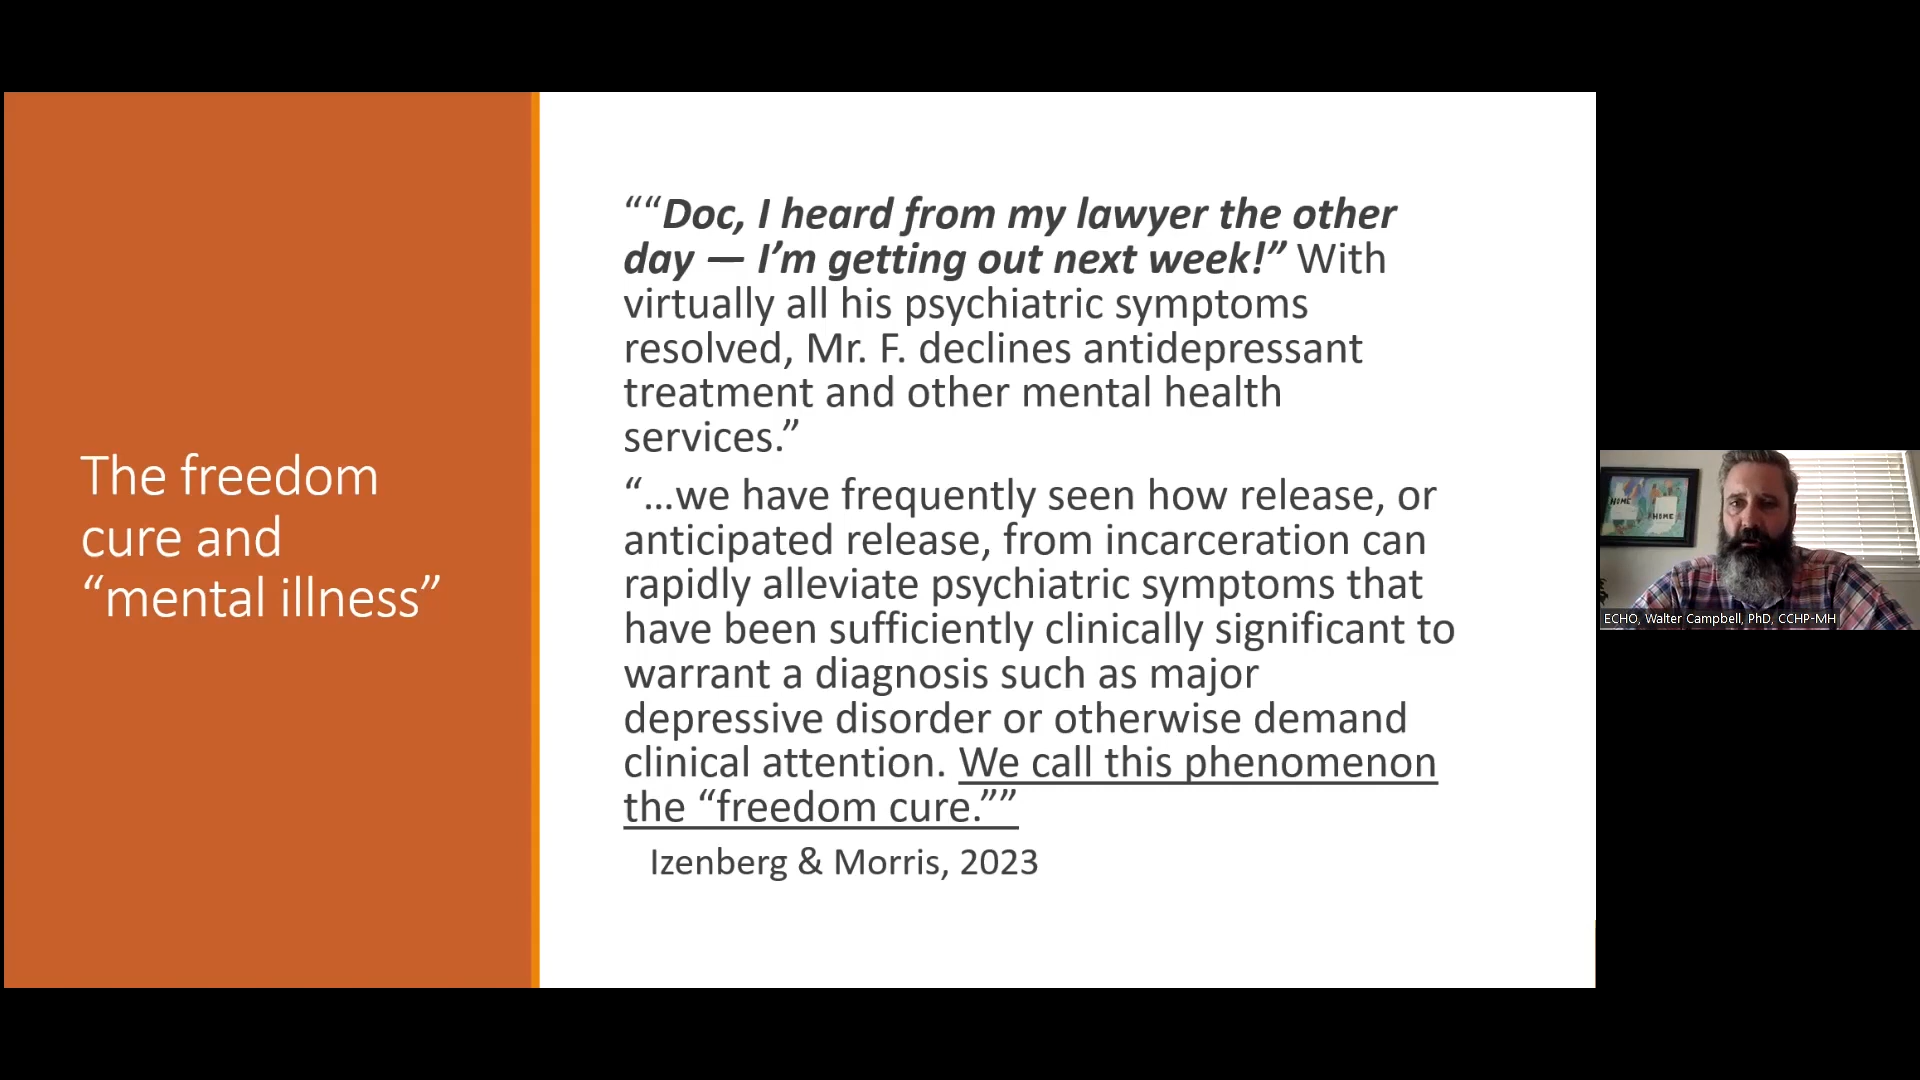 The freedom
cure and
“mental illness”
““Doc, I heard from my lawyer the other
day — I’m getting out next week!” With
virtually all his psychiatric symptoms
resolved, Mr. F. declines antidepressant
treatment and other mental health
services.”
“…we have frequently seen how release, or
anticipated release, from incarceration can
rapidly alleviate psychiatric symptoms that
have been sufficiently clinically significant to
warrant a diagnosis such as major
depressive disorder or otherwise demand
clinical attention. We call this phenomenon
the “freedom cure.””
Izenberg & Morris, 2023
HOME
HOME
ECHO, Walter Campbell, PhD, CCHP-MH